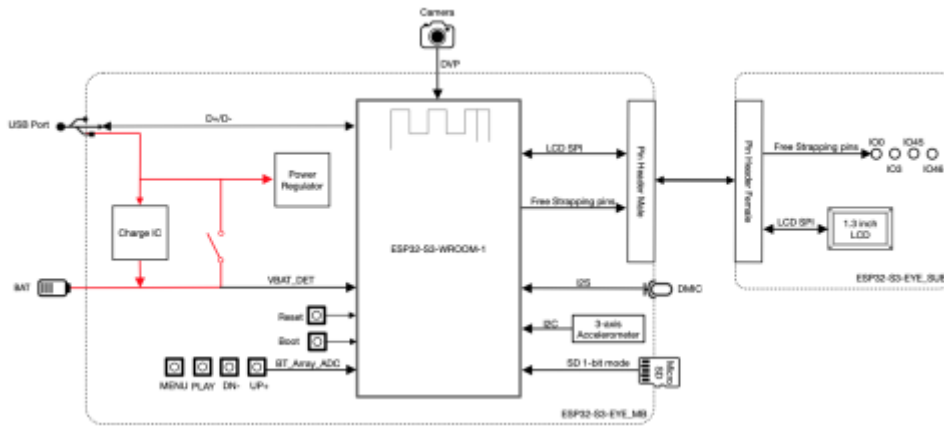 Camera
DVP
USB Port
D+/D-
Power
Regulator
Charge IC
BAT
VBAT_DET
Reset
Boot
BT_Array_ADC
MENU PLAY DN- UP+
ESP32-S3-WROOM-1
LCD SPI
Free Strapping pins
Pin Header Male
I2S
DMIC
I2C
3-axis
Accelerometer
SD 1-bit mode
Micro
SD
ESP32-S3-EYE_MB
Pin Header Female
Free Strapping pins
IO0 IO45
IO3 IO46
LCD SPI
1.3 inch
LCD
ESP32-S3-EYE_SUB